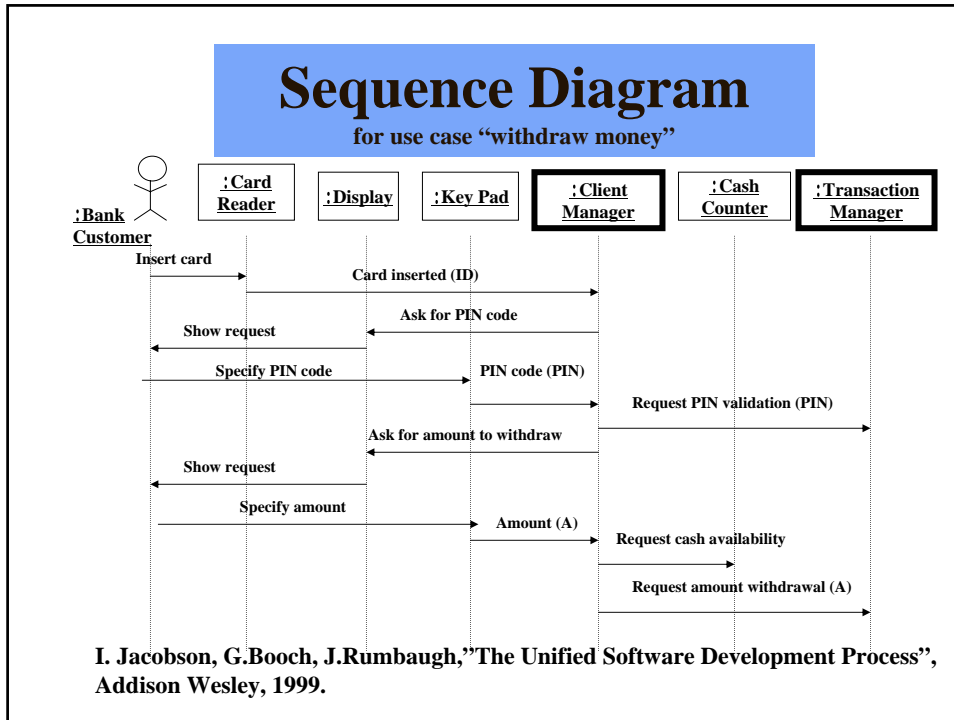 Sequence Diagram
for use case “withdraw money”
:Bank
Customer
:Card
Reader
:Display
:Key Pad
:Client
Manager
:Cash
Counter
:Transaction
Manager
Insert card
Card inserted (ID)
Ask for PIN code
Show request
Specify PIN code
PIN code (PIN)
Request PIN validation (PIN)
Ask for amount to withdraw
Show request
Specify amount
Amount (A)
Request cash availability
Request amount withdrawal (A)
I. Jacobson, G.Booch, J.Rumbaugh,”The Unified Software Development Process”,
Addison Wesley, 1999.